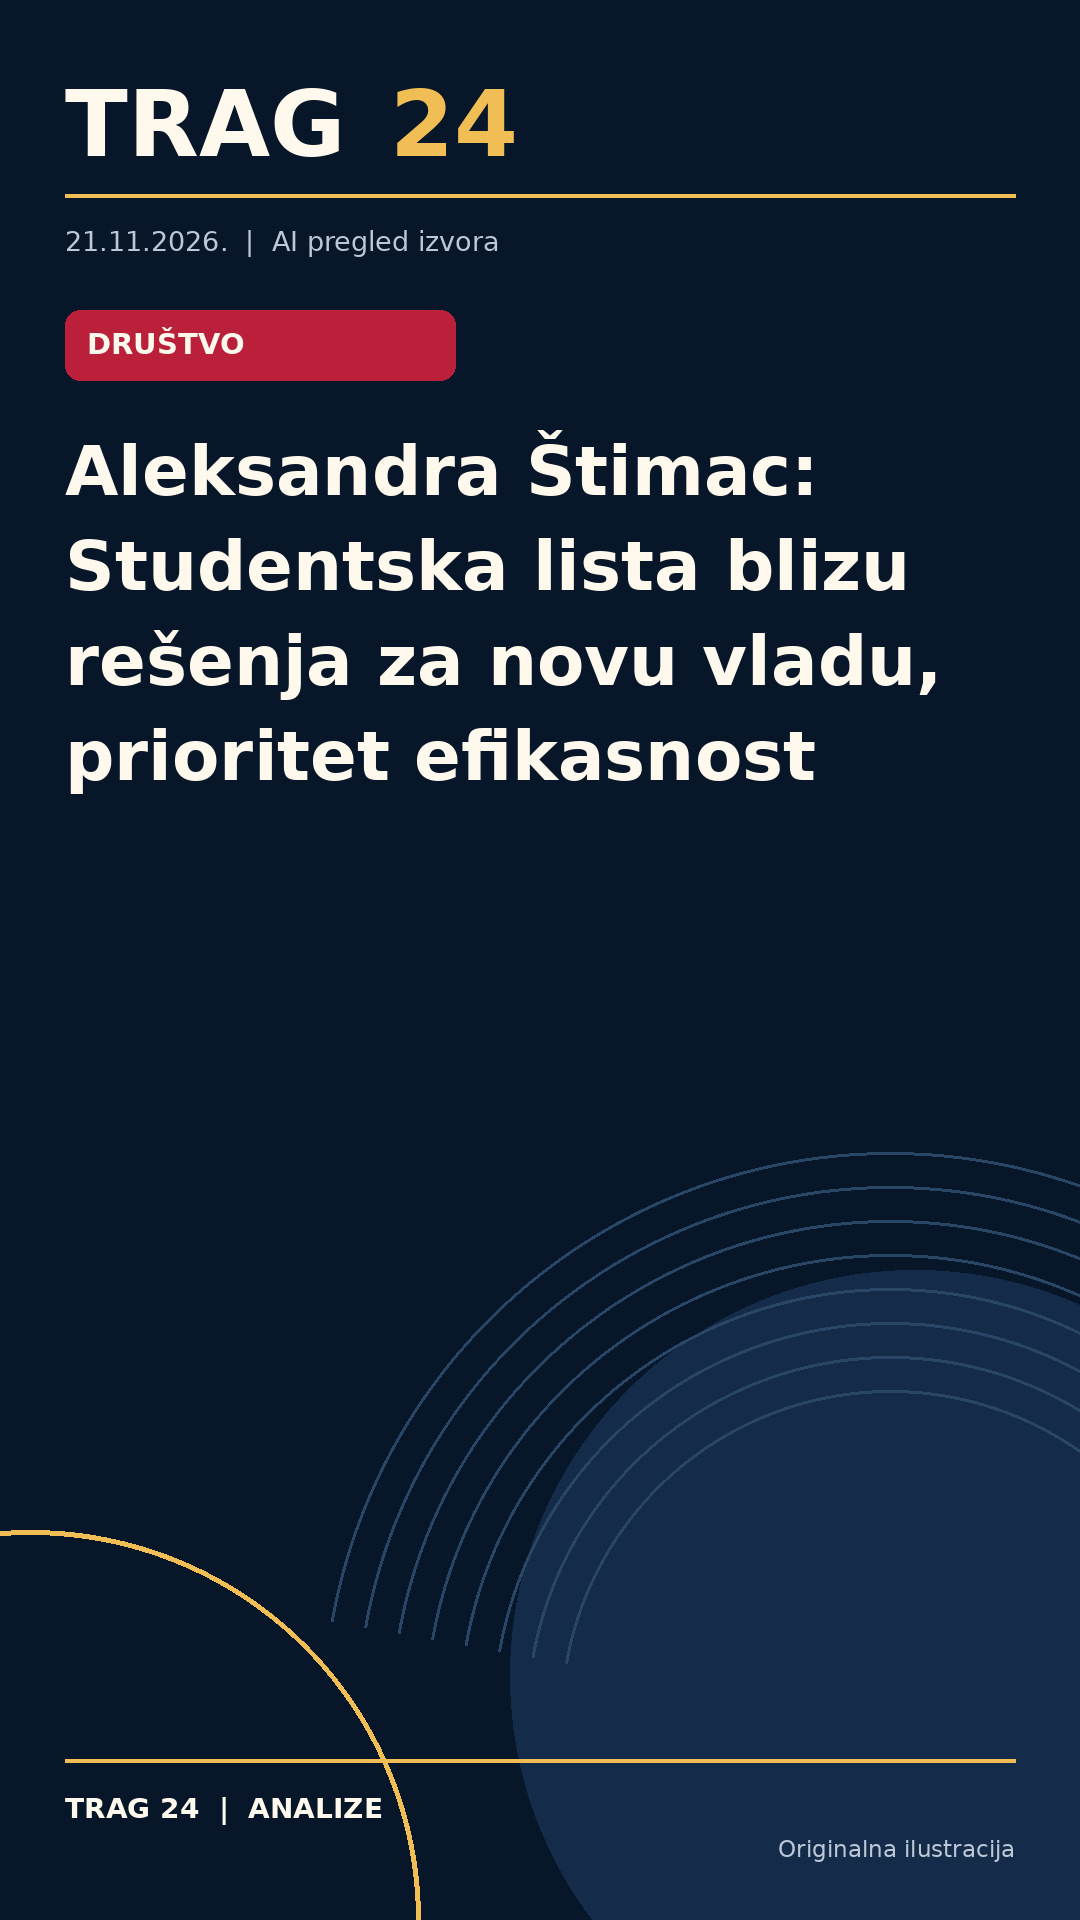 TRAG 24
21.11.2026. | AI pregled izvora
DRUŠTVO
Aleksandra Štimac:
Studentska lista blizu
rešenja za novu vladu,
prioritet efikasnost
TRAG 24 | ANALIZE
Originalna ilustracija